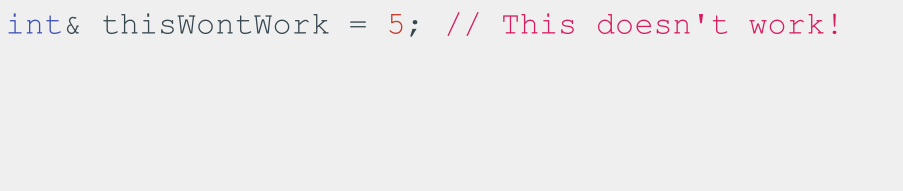 int& thisWontWork = 5; // This doesn't work!